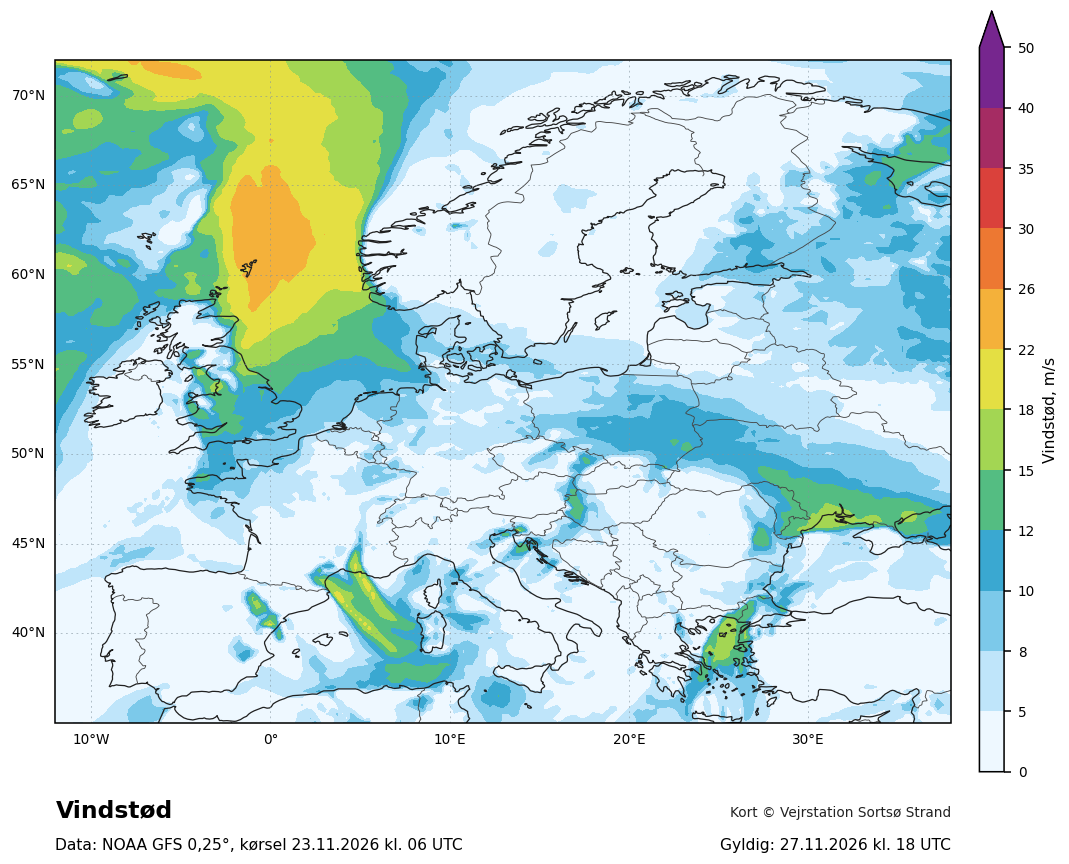 70°N
65°N
60°N
55°N
50°N
45°N
40°N
10°W
0°
10°E
20°E
30°E
50
40
35
30
26
22
18
15
12
10
8
5
0
Vindstød, m/s
Vindstød
Kort © Vejrstation Sortsø Strand
Data: NOAA GFS 0,25°, kørsel 23.11.2026 kl. 06 UTC
Gyldig: 27.11.2026 kl. 18 UTC